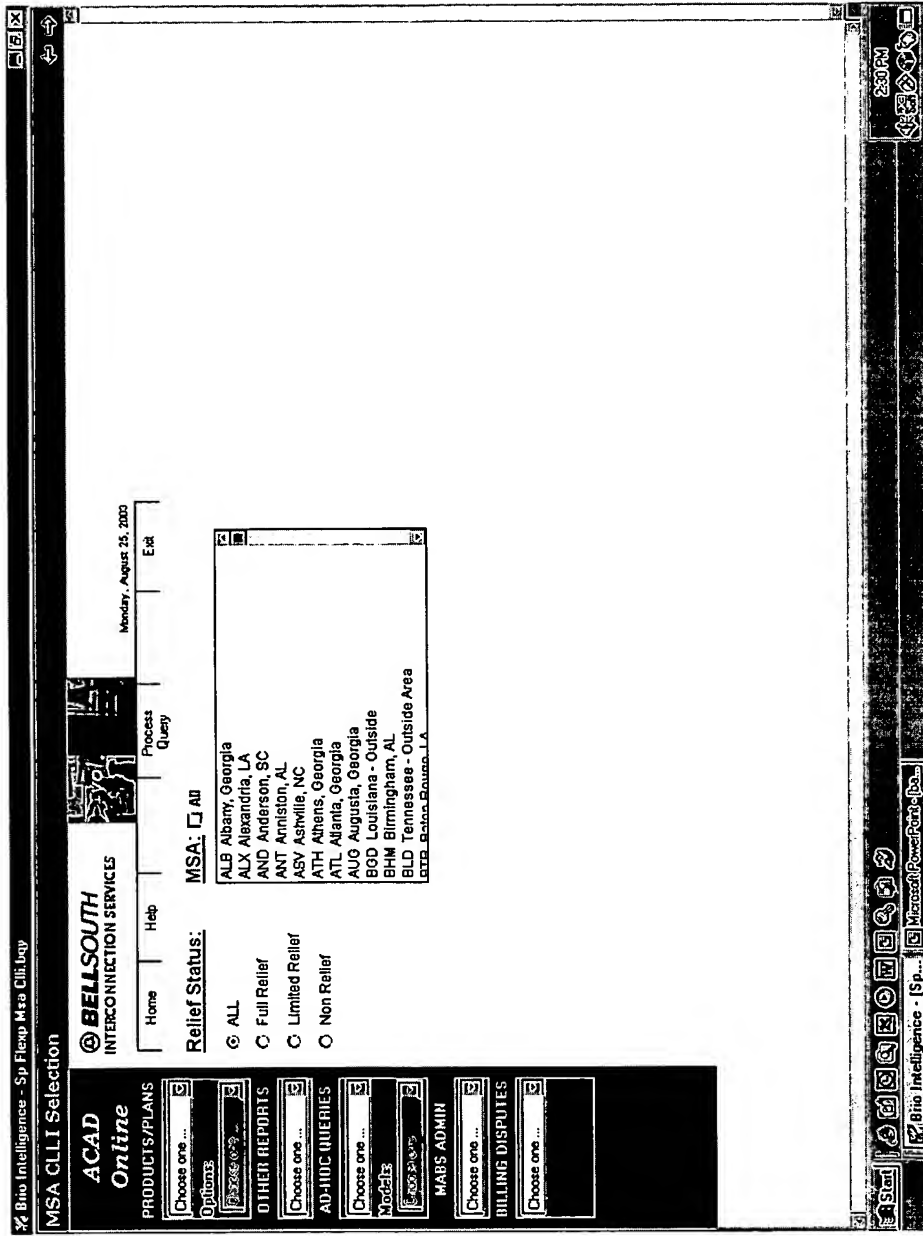 Brio Intelligence - Sp Flexp Msa Clli.bqy
MSA CLLI Selection
ACAD
Online
PRODUCTS/PLANS
Choose one ...
Options:
OTHER REPORTS
Choose one ...
AD-HOC QUERIES
Choose one ...
Models:
MABS ADMIN
Choose one ...
BILLING DISPUTES
Choose one ...
BELLSOUTH
INTERCONNECTION SERVICES
Monday, August 25, 2003
Home
Help
Process
Query
Exit
Relief Status:
ALL
Full Relief
Limited Relief
Non Relief
MSA: All
ALB Albany, Georgia
ALX Alexandria, LA
AND Anderson, SC
ANT Anniston, AL
ASV Ashville, NC
ATH Athens, Georgia
ATL Atlanta, Georgia
AUG Augusta, Georgia
BGD Louisiana - Outside
BHM Birmingham, AL
BLD Tennessee - Outside Area
BTR Baton Rouge, LA
Start
Brio Intelligence - [Sp...
Microsoft PowerPoint - [ba...
2:30 PM